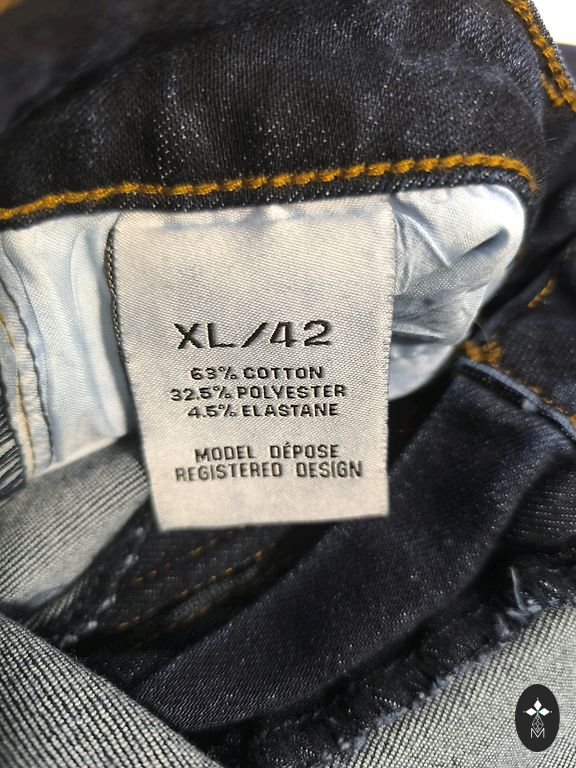 XL/42
63% COTTON
32.5% POLYESTER
4.5% ELASTANE
MODEL DÉPOSE
REGISTERED DESIGN
M